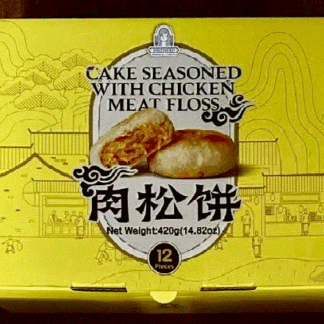 CAKE SEASONED
WITH CHICKEN
MEAT FLOSS
肉松饼
Net Weight:420g(14.82oz)
12
Pieces